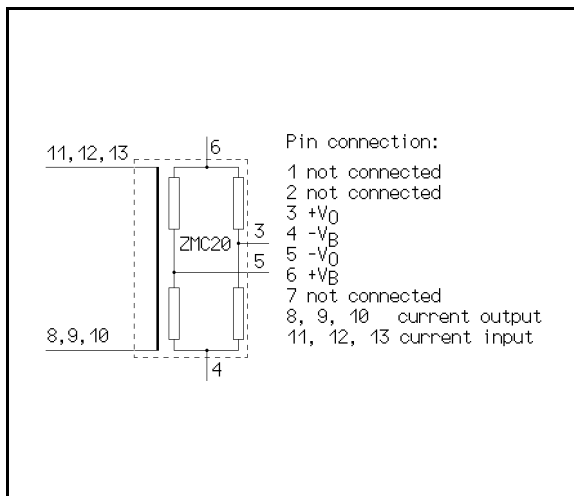 11, 12, 13
6
ZMC20
3
5
8,9,10
4
Pin connection:
1 not connected
2 not connected
3 +VO
4 -VB
5 -VO
6 +VB
7 not connected
8, 9, 10 current output
11, 12, 13 current input